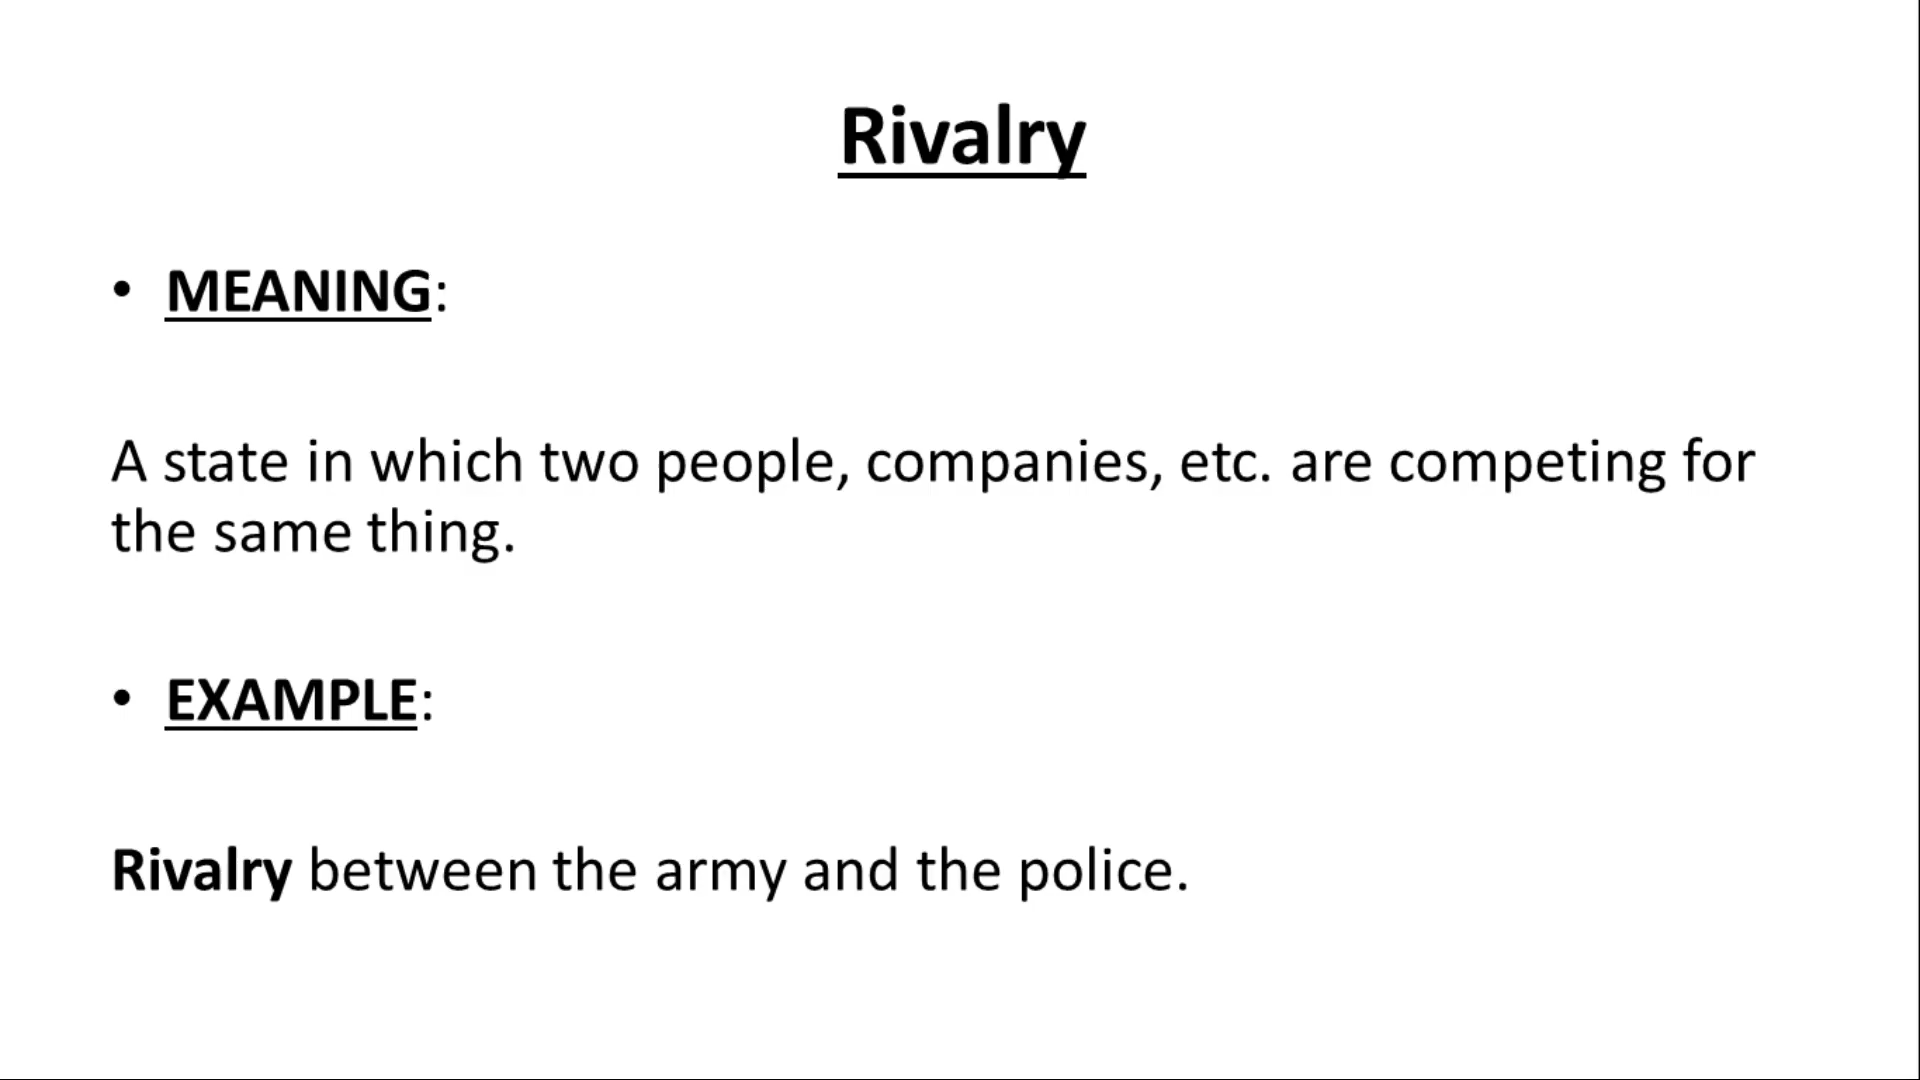 Rivalry
• MEANING:
A state in which two people, companies, etc. are competing for
the same thing.
• EXAMPLE:
Rivalry between the army and the police.